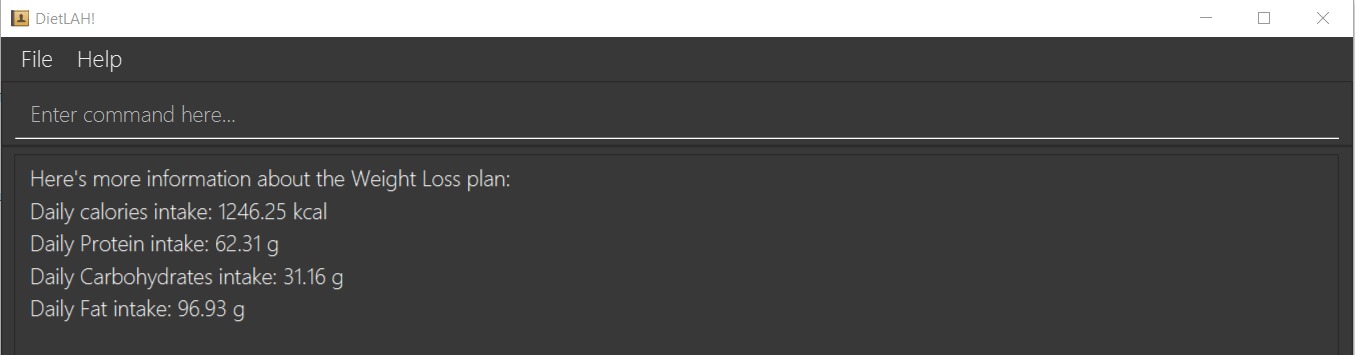 DietLAH!
File Help
Enter command here...
Here's more information about the Weight Loss plan:
Daily calories intake: 1246.25 kcal
Daily Protein intake: 62.31 g
Daily Carbohydrates intake: 31.16 g
Daily Fat intake: 96.93 g